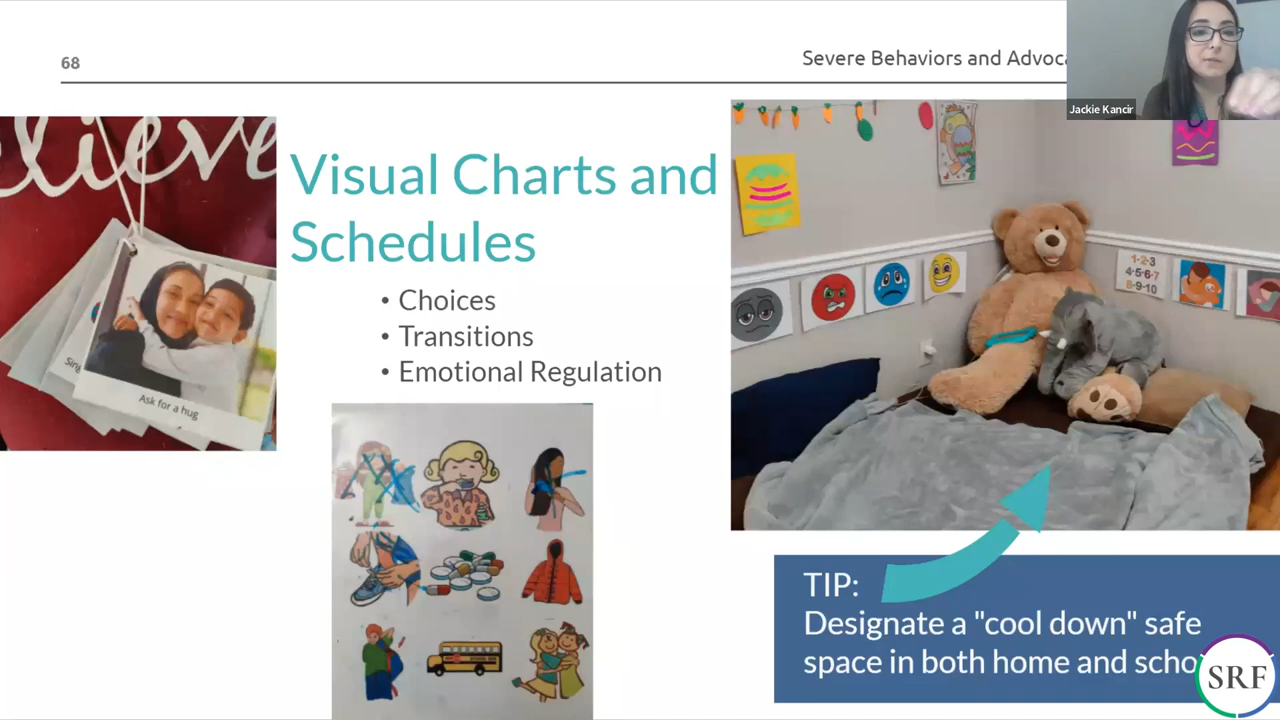 68
Severe Behaviors and Advoca
Jackie Kancir
elieve
Visual Charts and
Schedules
• Choices
• Transitions
• Emotional Regulation
Sing
Ask for a hug
1-2-3
4-5-6-7
8-9-10
TIP:
Designate a "cool down" safe
space in both home and scho
SRF